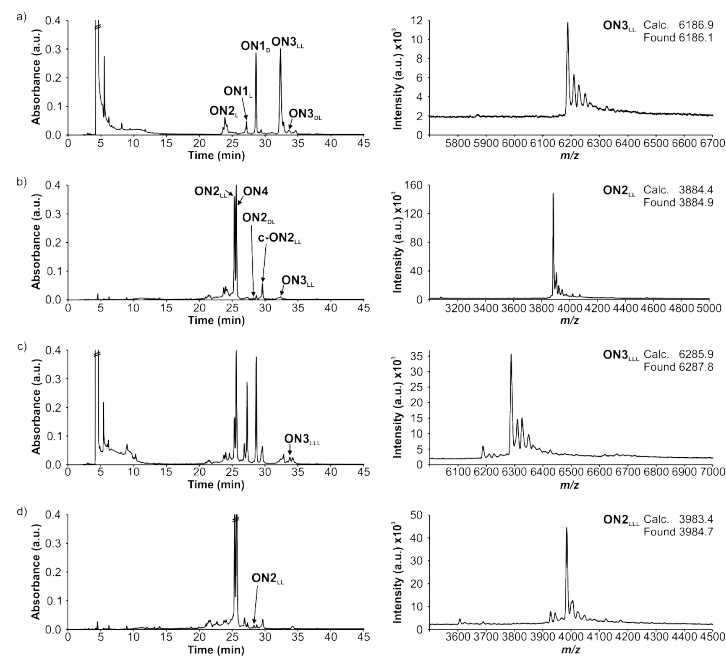 a)
0.4
0.3
0.2
0.1
0.0
Absorbance (a.u.)
ON1D ON3LL
ON1L
ON2L
ON3DL
0 5 10 15 20 25 30 35 40 45
Time (min)
12
10
8
6
4
2
0
Intensity (a.u.) x10³
ON3LL Calc. 6186.9
Found 6186.1
5800 5900 6000 6100 6200 6300 6400 6500 6600 6700
m/z
b)
0.4
0.3
0.2
0.1
0.0
Absorbance (a.u.)
ON2LL ON4
ON2DL
c-ON2LL
ON3LL
0 5 10 15 20 25 30 35 40 45
Time (min)
160
120
80
40
0
Intensity (a.u.) x10³
ON2LL Calc. 3884.4
Found 3884.9
3200 3400 3600 3800 4000 4200 4400 4600 4800 5000
m/z
c)
0.4
0.3
0.2
0.1
0.0
Absorbance (a.u.)
ON3LLL
0 5 10 15 20 25 30 35 40 45
Time (min)
35
30
25
20
15
10
5
0
Intensity (a.u.) x10³
ON3LLL Calc. 6285.9
Found 6287.8
6100 6200 6300 6400 6500 6600 6700 6800 6900 7000
m/z
d)
0.4
0.3
0.2
0.1
0.0
Absorbance (a.u.)
ON2LL
0 5 10 15 20 25 30 35 40 45
Time (min)
50
40
30
20
10
0
Intensity (a.u.) x10³
ON2LLL Calc. 3983.4
Found 3984.7
3600 3700 3800 3900 4000 4100 4200 4300 4400 4500
m/z